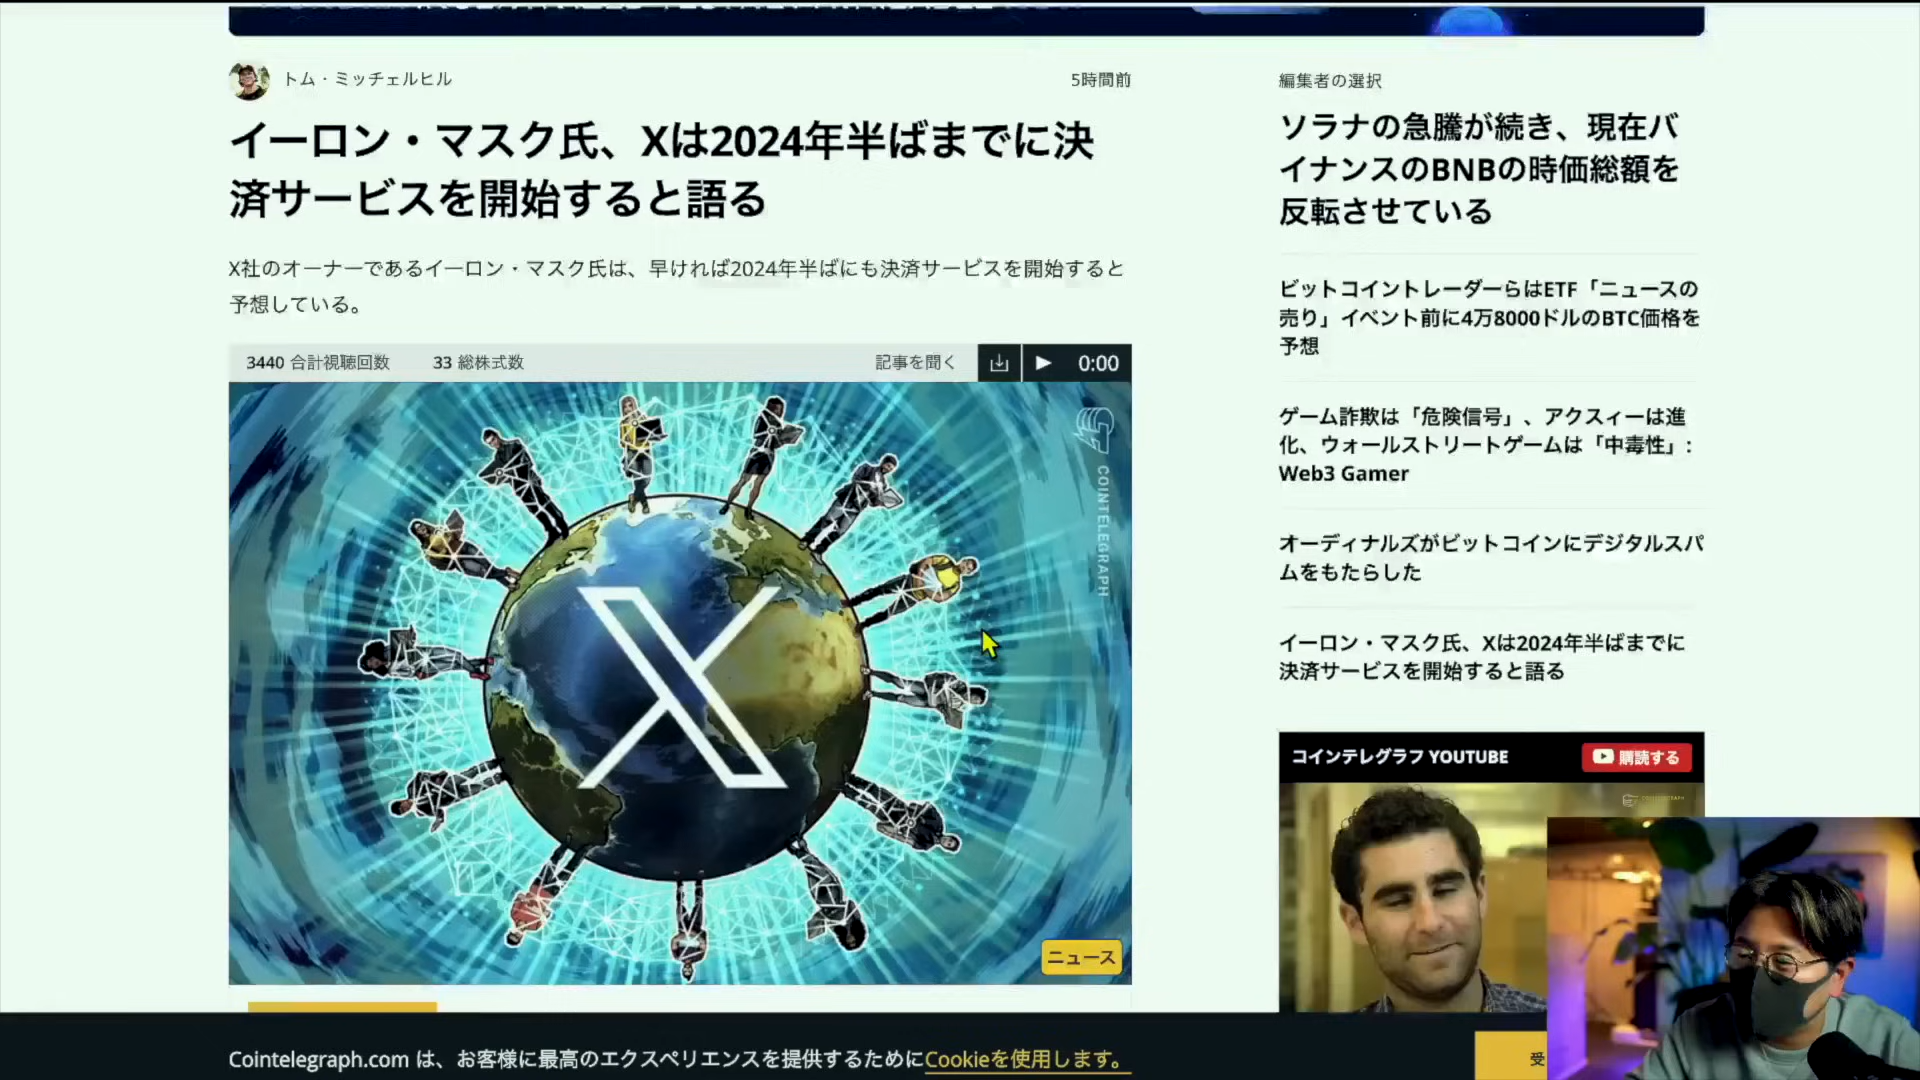 トム・ミッチェルヒル
5時間前
イーロン・マスク氏、Xは2024年半ばまでに決
済サービスを開始すると語る
X社のオーナーであるイーロン・マスク氏は、早ければ2024年半ばにも決済サービスを開始すると
予想している。
3440 合計視聴回数
33 総株式数
記事を聞く
0:00
COINTELEGRAPH
ニュース
編集者の選択
ソラナの急騰が続き、現在バ
イナンスのBNBの時価総額を
反転させている
ビットコイントレーダーらはETF「ニュースの
売り」イベント前に4万8000ドルのBTC価格を
予想
ゲーム詐欺は「危険信号」、アクスィーは進
化、ウォールストリートゲームは「中毒性」:
Web3 Gamer
オーディナルズがビットコインにデジタルスパ
ムをもたらした
イーロン・マスク氏、Xは2024年半ばまでに
決済サービスを開始すると語る
コインテレグラフ YOUTUBE
購読する
Cointelegraph.com は、お客様に最高のエクスペリエンスを提供するためにCookieを使用します。
受